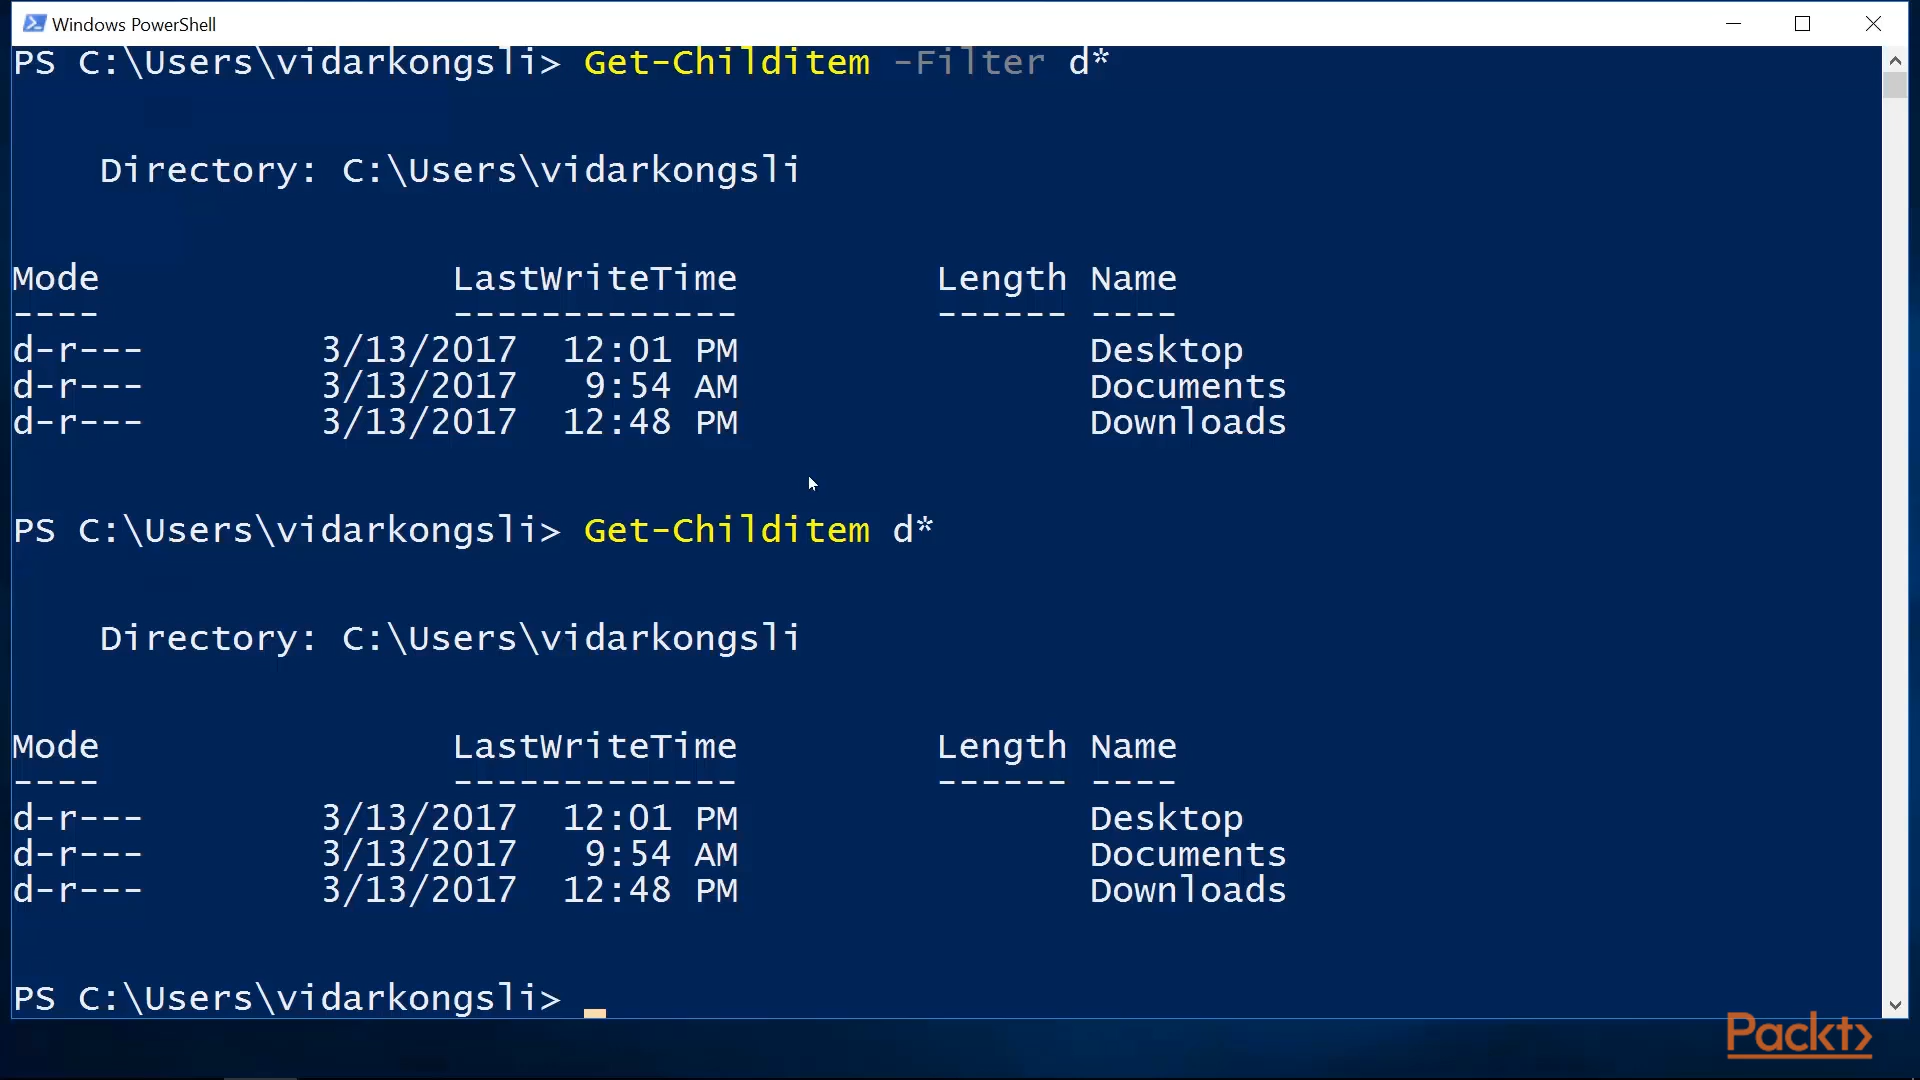 Windows PowerShell
PS C:\Users\vidarkongsli> Get-Childitem -Filter d*
Directory: C:\Users\vidarkongsli
Mode LastWriteTime Length Name
---- ------------- ------ ----
d-r--- 3/13/2017 12:01 PM Desktop
d-r--- 3/13/2017 9:54 AM Documents
d-r--- 3/13/2017 12:48 PM Downloads
PS C:\Users\vidarkongsli> Get-Childitem d*
Directory: C:\Users\vidarkongsli
Mode LastWriteTime Length Name
---- ------------- ------ ----
d-r--- 3/13/2017 12:01 PM Desktop
d-r--- 3/13/2017 9:54 AM Documents
d-r--- 3/13/2017 12:48 PM Downloads
PS C:\Users\vidarkongsli> _
Packt>